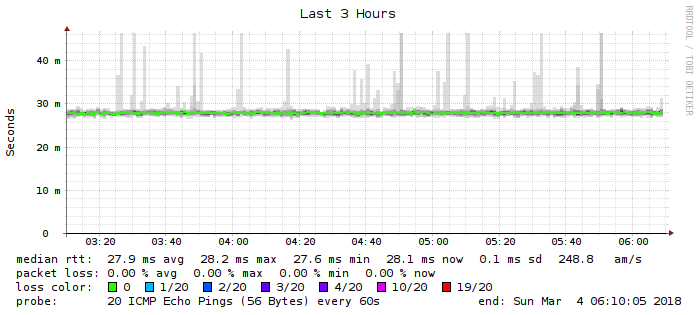 Last 3 Hours
RRDTOOL / TOBI OETIKER
Seconds
40 m
30 m
20 m
10 m
0
03:20 03:40 04:00 04:20 04:40 05:00 05:20 05:40 06:00
median rtt: 27.9 ms avg 28.2 ms max 27.6 ms min 28.1 ms now 0.1 ms sd 248.8 am/s
packet loss: 0.00 % avg 0.00 % max 0.00 % min 0.00 % now
loss color: 0 1/20 2/20 3/20 4/20 10/20 19/20
probe: 20 ICMP Echo Pings (56 Bytes) every 60s end: Sun Mar 4 06:10:05 2018